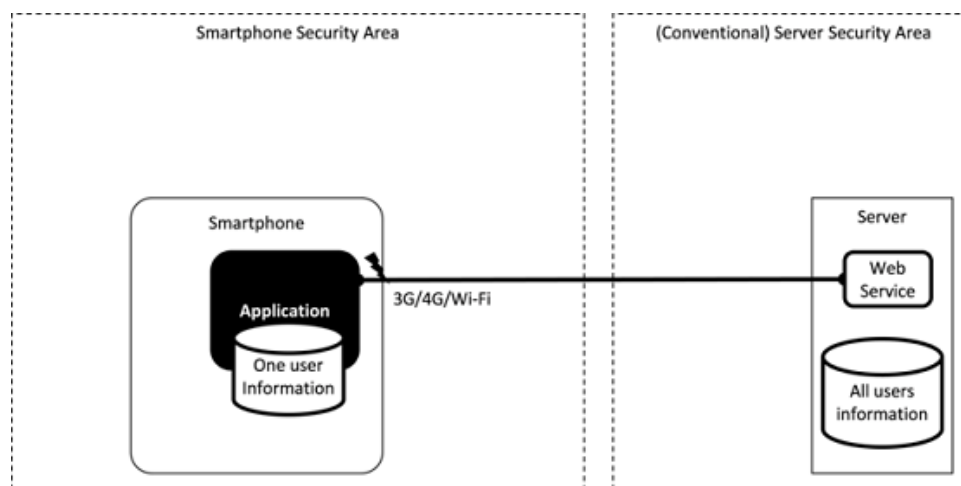 Smartphone Security Area
(Conventional) Server Security Area
Smartphone
Server
Application
One user
Information
3G/4G/Wi-Fi
Web
Service
All users
information